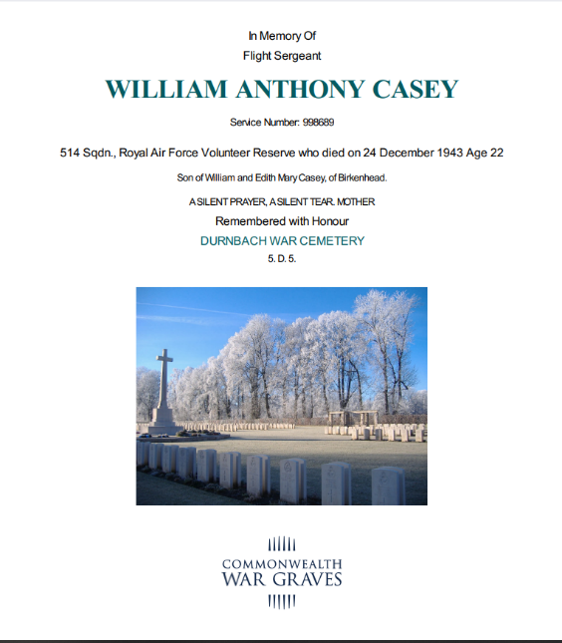 In Memory Of
Flight Sergeant
WILLIAM ANTHONY CASEY
Service Number: 998689
514 Sqdn., Royal Air Force Volunteer Reserve who died on 24 December 1943 Age 22
Son of William and Edith Mary Casey, of Birkenhead.
A SILENT PRAYER, A SILENT TEAR. MOTHER
Remembered with Honour
DURNBACH WAR CEMETERY
5. D. 5.
COMMONWEALTH
WAR GRAVES